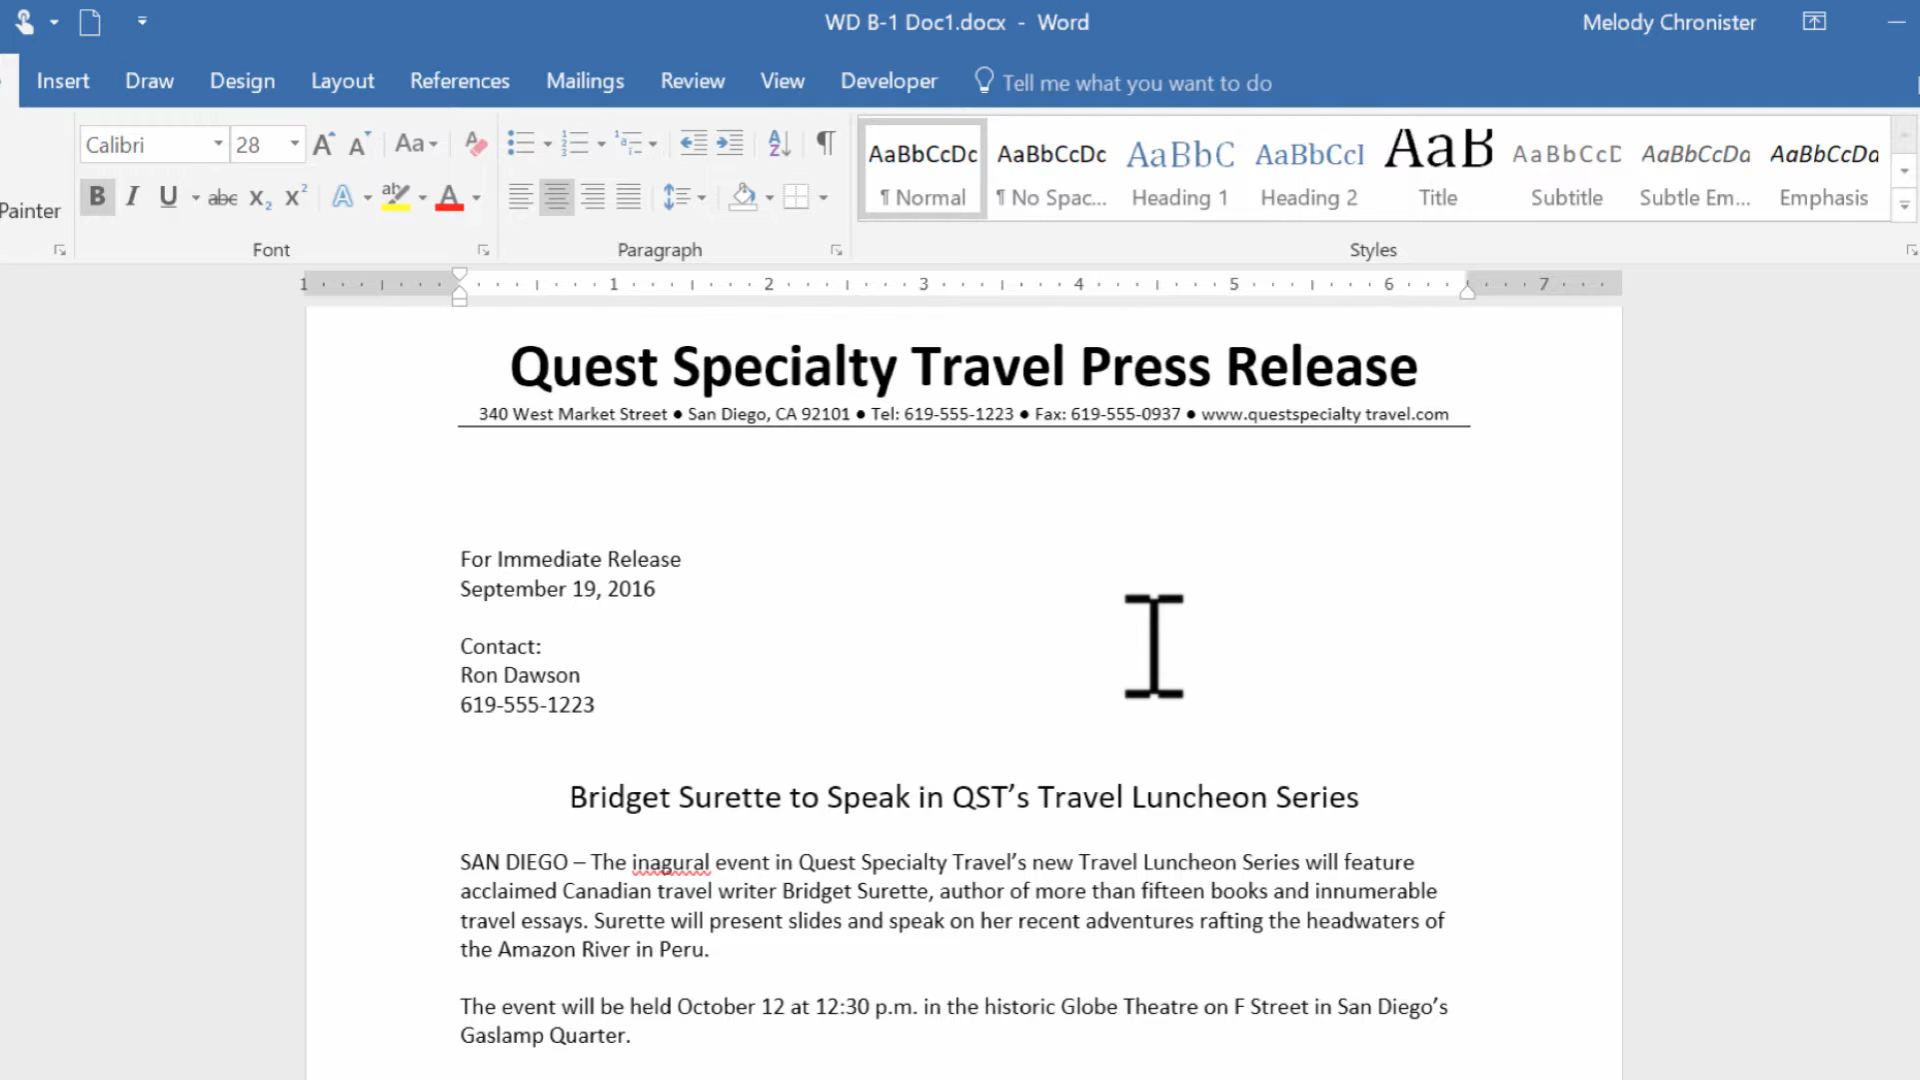 WD B-1 Doc1.docx - Word
Melody Chronister
Insert Draw Design Layout References Mailings Review View Developer Tell me what you want to do
Calibri 28 Aa
B I U abc X₂ X² A ab A
AaBbCcDc AaBbCcDc AaBbC AaBbCcI AaB AaBbCcD AaBbCcDa AaBbCcDa
Painter
¶ Normal ¶ No Spac... Heading 1 Heading 2 Title Subtitle Subtle Em... Emphasis
Font Paragraph Styles
1 1 2 3 4 5 6 7
Quest Specialty Travel Press Release
340 West Market Street ● San Diego, CA 92101 ● Tel: 619-555-1223 ● Fax: 619-555-0937 ● www.questspecialty travel.com
For Immediate Release
September 19, 2016
Contact:
Ron Dawson
619-555-1223
Bridget Surette to Speak in QST’s Travel Luncheon Series
SAN DIEGO – The inagural event in Quest Specialty Travel’s new Travel Luncheon Series will feature
acclaimed Canadian travel writer Bridget Surette, author of more than fifteen books and innumerable
travel essays. Surette will present slides and speak on her recent adventures rafting the headwaters of
the Amazon River in Peru.
The event will be held October 12 at 12:30 p.m. in the historic Globe Theatre on F Street in San Diego’s
Gaslamp Quarter.